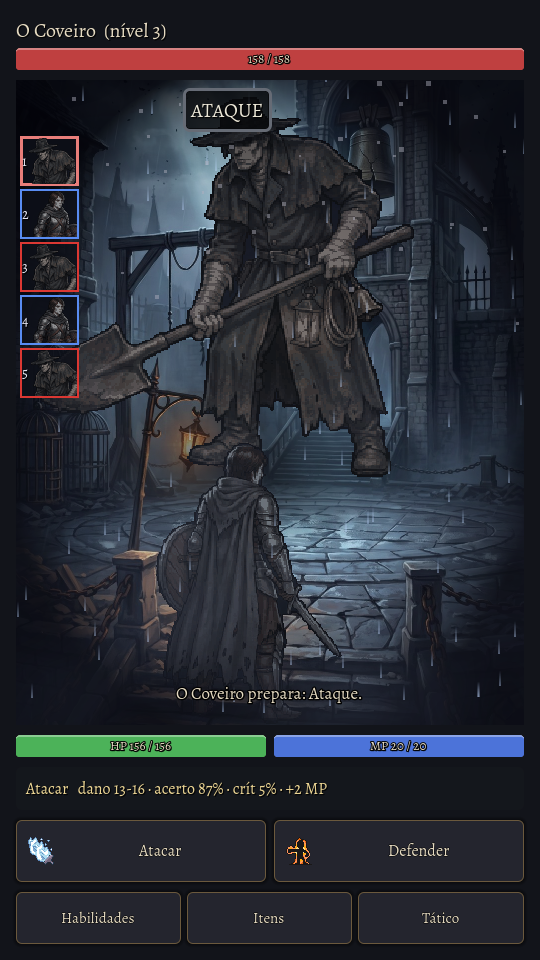 O Coveiro (nível 3)
158 / 158
ATAQUE
1
2
3
4
5
O Coveiro prepara: Ataque.
HP 156 / 156
MP 20 / 20
Atacar dano 13-16 · acerto 87% · crít 5% · +2 MP
Atacar
Defender
Habilidades
Itens
Tático